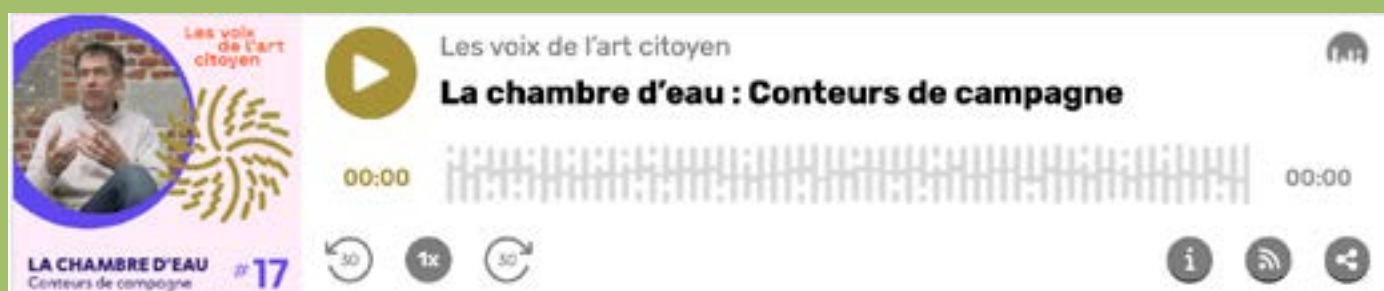 Les voix
de l'art
citoyen
LA CHAMBRE D'EAU
Conteurs de campagne
#17
Les voix de l'art citoyen
La chambre d'eau : Conteurs de campagne
00:00
00:00
30
1x
30
i